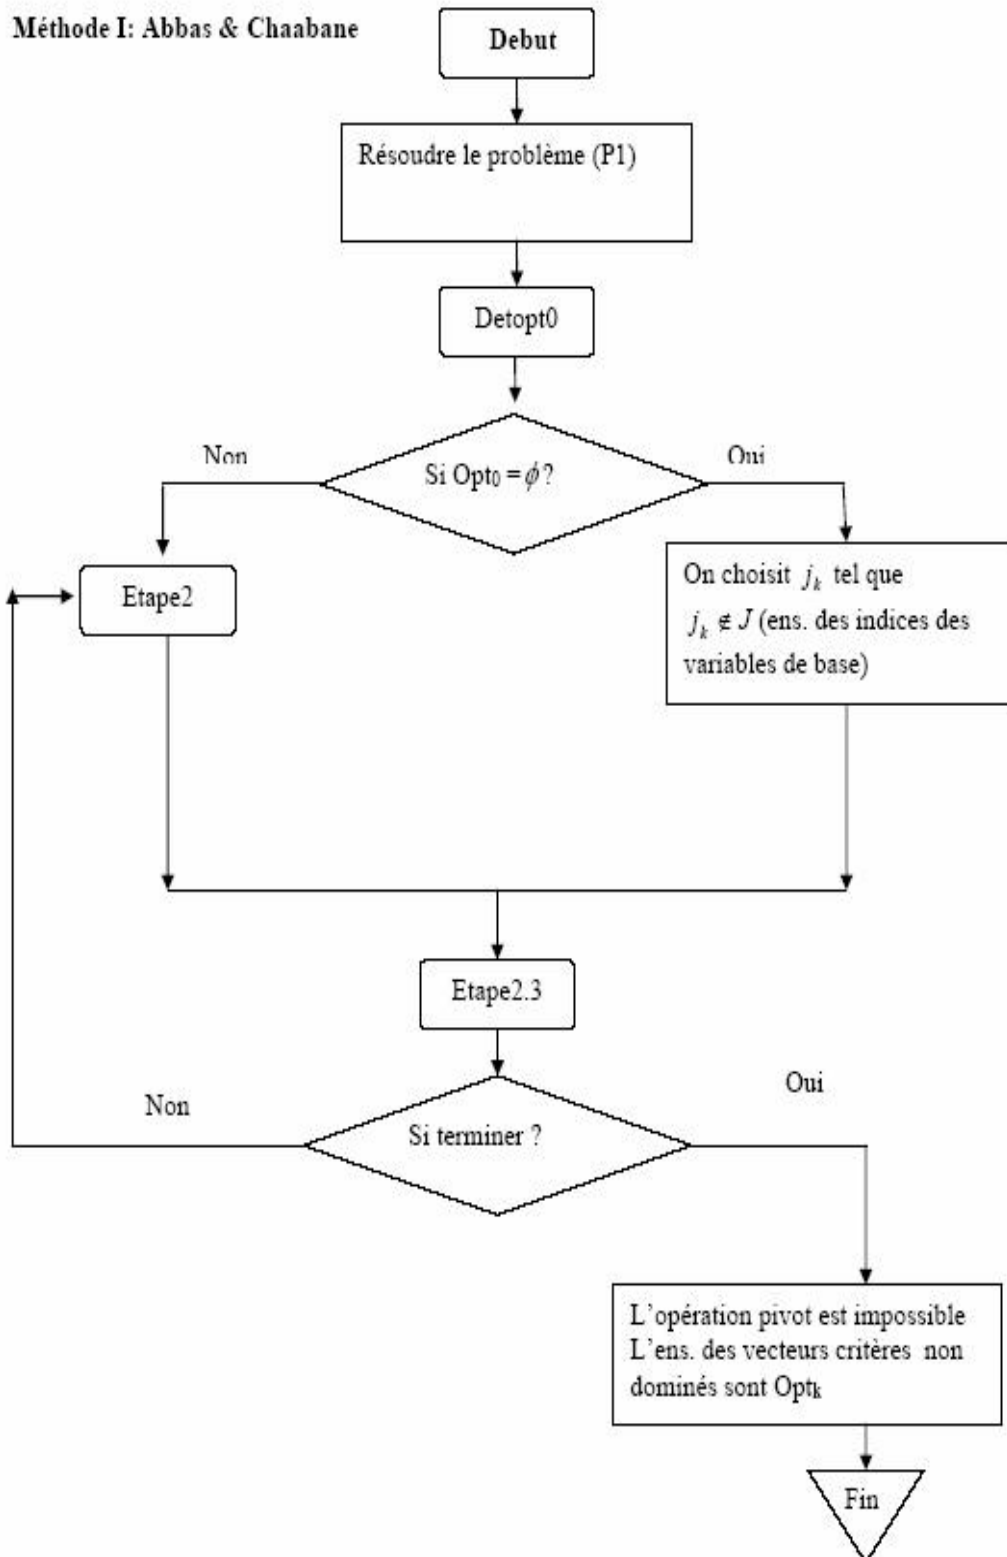 Méthode I: Abbas & Chaabane
Debut
Résoudre le problème (P1)
Detopt0
Non
Oui
Si Opt₀ = ϕ ?
On choisit j_k tel que
j_k ∉ J (ens. des indices des
variables de base)
Etape2
Etape2.3
Non
Oui
Si terminer ?
L'opération pivot est impossible
L'ens. des vecteurs critères non
dominés sont Optₖ
Fin